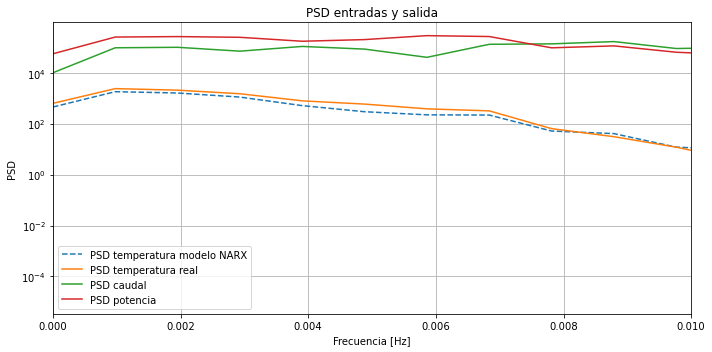 PSD entradas y salida
PSD
10^4
10^2
10^0
10^-2
10^-4
PSD temperatura modelo NARX
PSD temperatura real
PSD caudal
PSD potencia
0.000
0.002
0.004
0.006
0.008
0.010
Frecuencia [Hz]